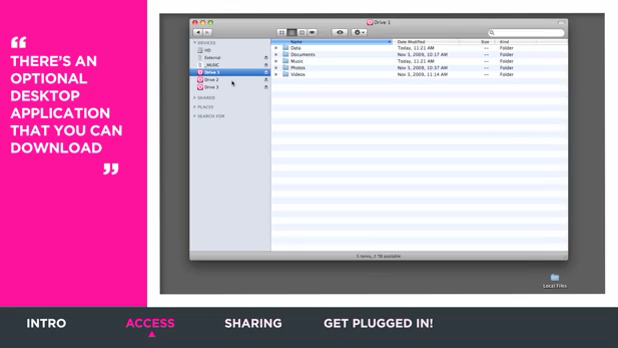 “
THERE'S AN
OPTIONAL
DESKTOP
APPLICATION
THAT YOU CAN
DOWNLOAD
”
Drive 1
DEVICES
HD
External
_MUSIC
Drive 1
Drive 2
Drive 3
SHARED
PLACES
SEARCH FOR
Name Date Modified Size Kind
Data Today, 11:21 AM -- Folder
Documents Nov 5, 2009, 10:17 AM -- Folder
Music Today, 11:21 AM -- Folder
Photos Nov 5, 2009, 10:37 AM -- Folder
Videos Nov 5, 2009, 11:14 AM -- Folder
5 items, available
Local Files
INTRO ACCESS SHARING GET PLUGGED IN!